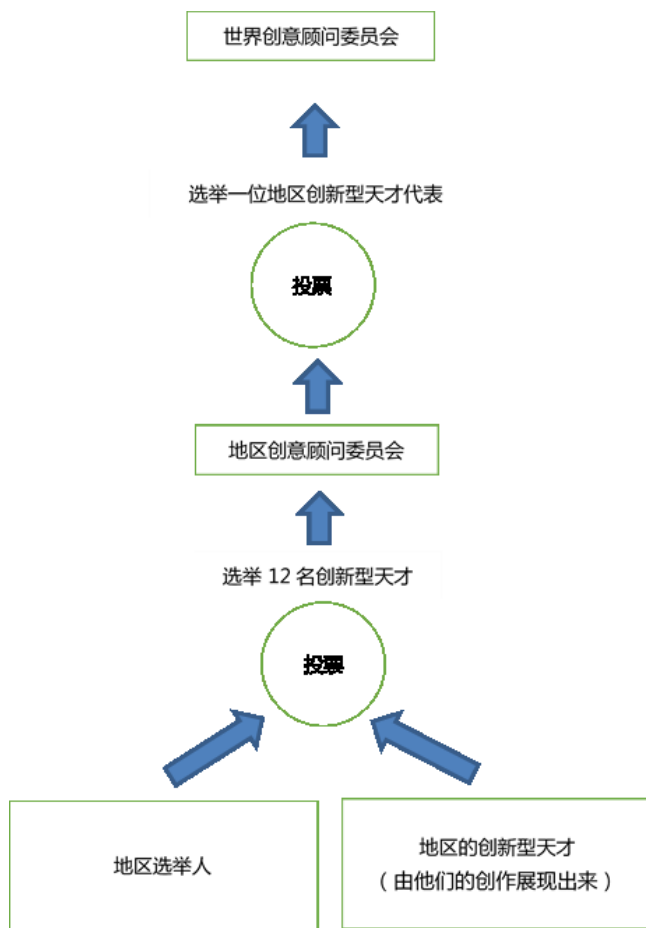 世界创意顾问委员会
选举一位地区创新型天才代表
投票
地区创意顾问委员会
选举 12 名创新型天才
投票
地区选举人
地区的创新型天才
（由他们的创作展现出来）